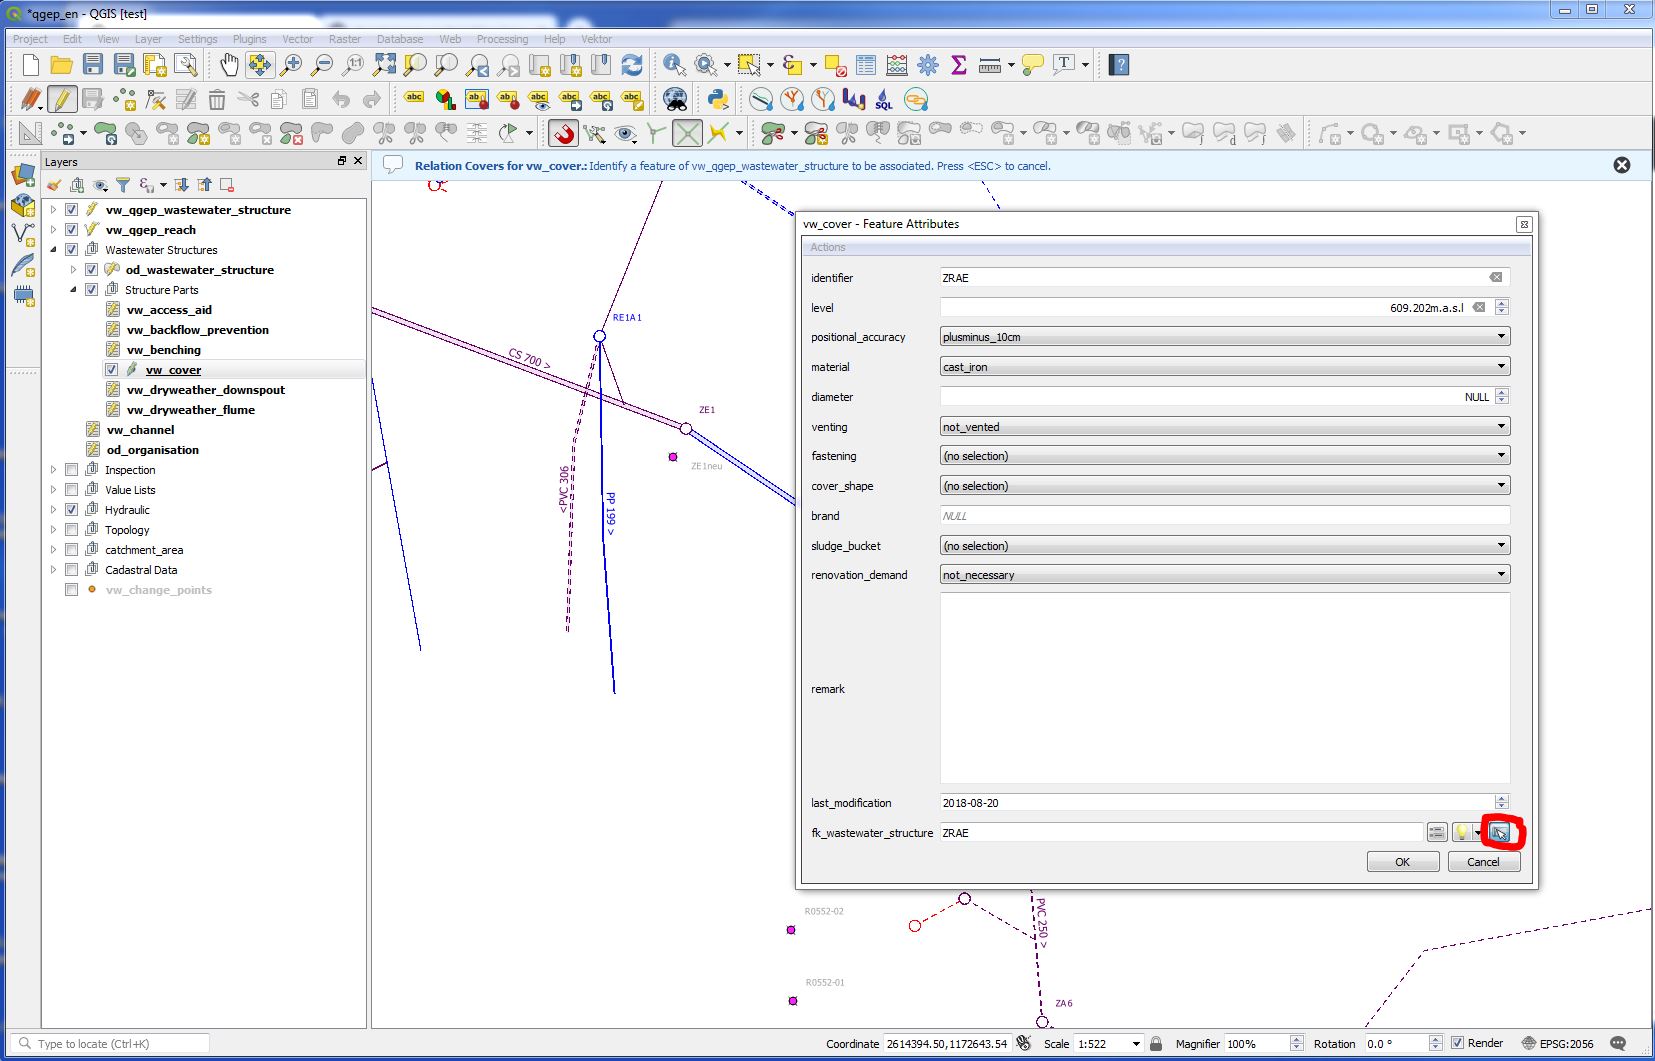 *qgep_en - QGIS [test]
Project Edit View Layer Settings Plugins Vector Raster Database Web Processing Help Vektor
Layers
Relation Covers for vw_cover.: Identify a feature of vw_qgep_wastewater_structure to be associated. Press <ESC> to cancel.
vw_qgep_wastewater_structure
vw_qgep_reach
Wastewater Structures
od_wastewater_structure
Structure Parts
vw_access_aid
vw_backflow_prevention
vw_benching
vw_cover
vw_dryweather_downspout
vw_dryweather_flume
vw_channel
od_organisation
Inspection
Value Lists
Hydraulic
Topology
catchment_area
Cadastral Data
vw_change_points
RE1A1
CS 700 >
ZE1
ZE1neu
<PVC 306
PP 199 >
vw_cover - Feature Attributes
Actions
identifier ZRAE
level 609.202m.a.s.l
positional_accuracy plusminus_10cm
material cast_iron
diameter NULL
venting not_vented
fastening (no selection)
cover_shape (no selection)
brand NULL
sludge_bucket (no selection)
renovation_demand not_necessary
remark
last_modification 2018-08-20
fk_wastewater_structure ZRAE
OK Cancel
R0552-02
PVC 250 >
R0552-01
ZA6
Type to locate (Ctrl+K) Coordinate 2614394.50,1172643.54 Scale 1:522 Magnifier 100% Rotation 0.0 ° Render EPSG:2056